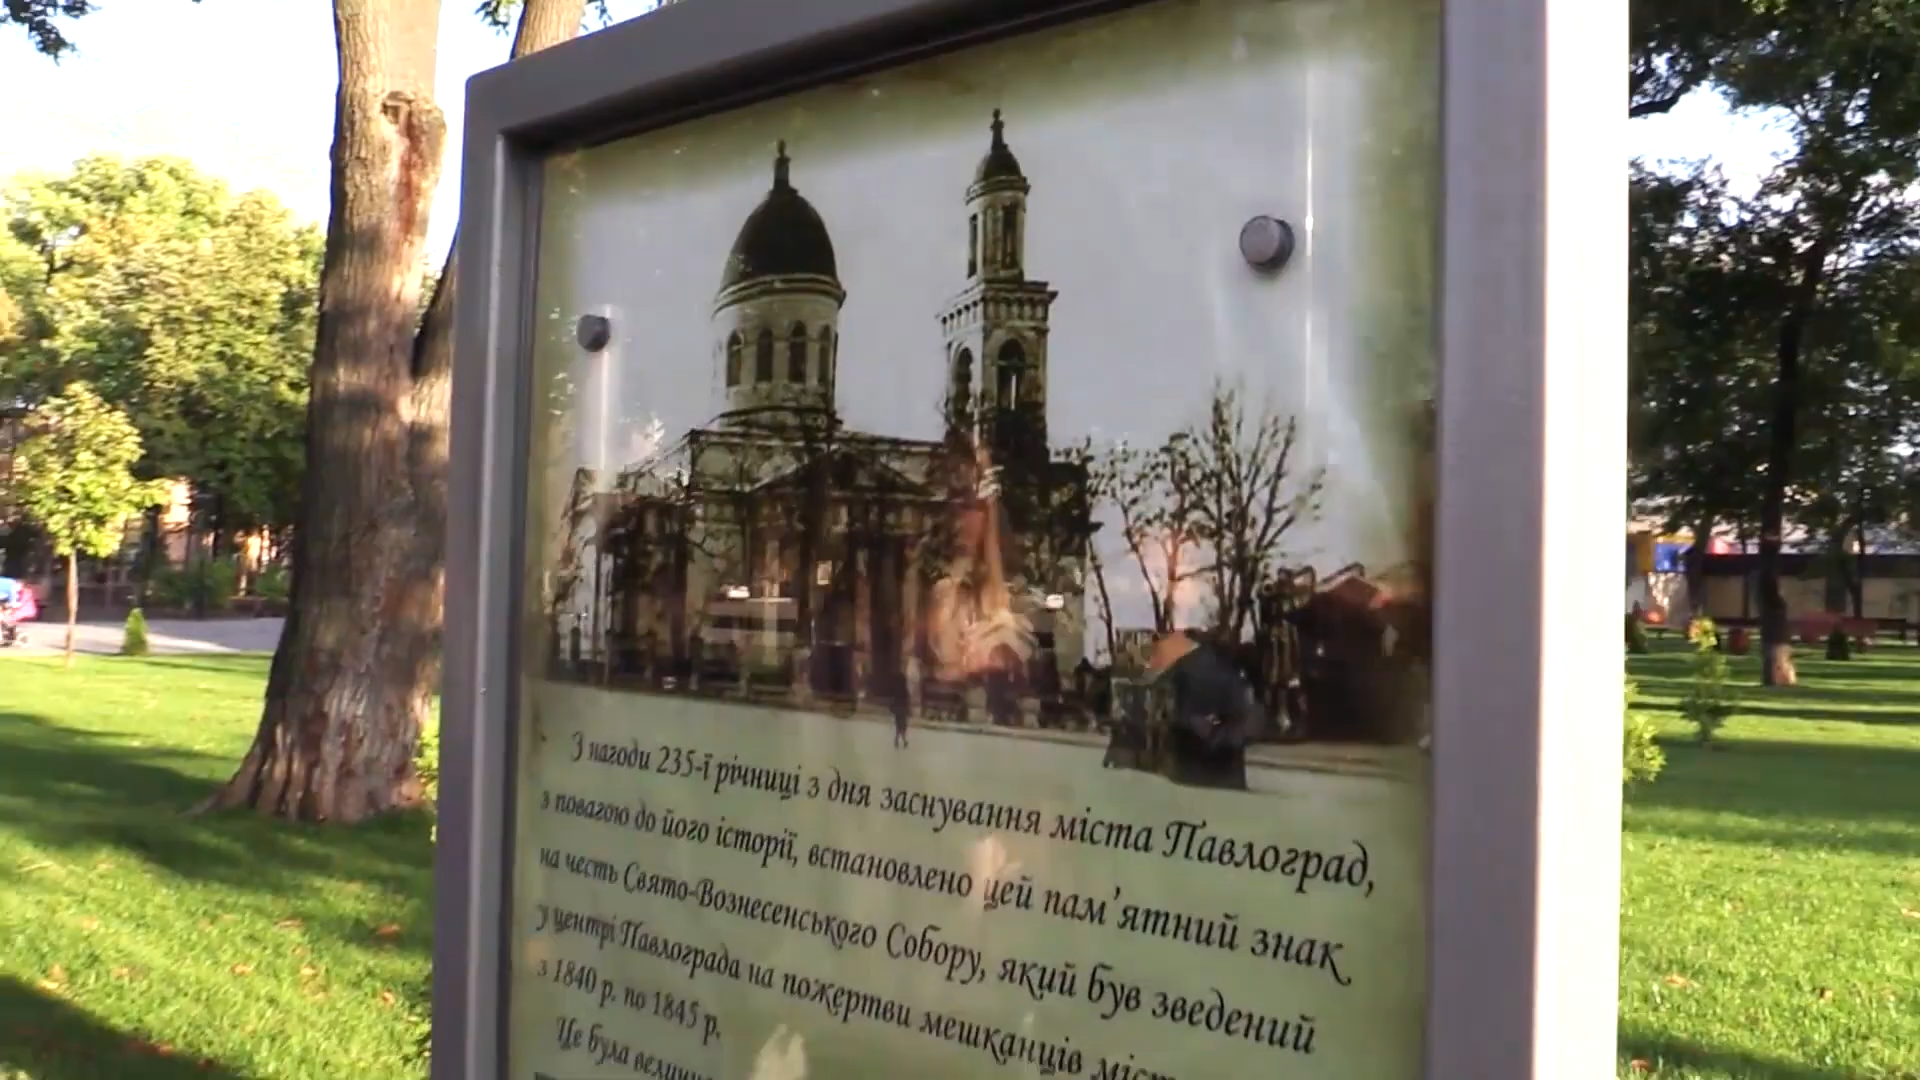 З нагоди 235-ї річниці з дня заснування міста Павлоград,
з повагою до його історії, встановлено цей пам'ятний знак
на честь Свято-Вознесенського Собору, який був зведений
у центрі Павлограда на пожертви мешканців
з 1840 р. по 1845 р.
Це була